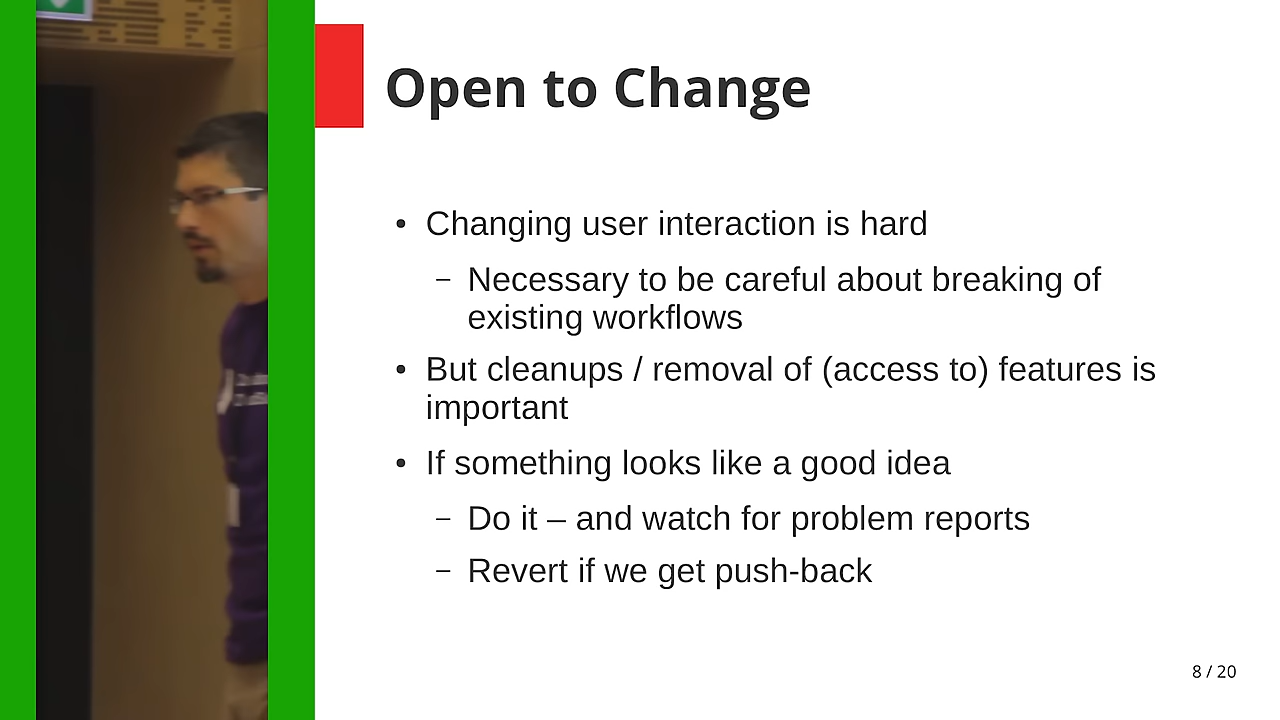 Open to Change
• Changing user interaction is hard
– Necessary to be careful about breaking of
existing workflows
• But cleanups / removal of (access to) features is
important
• If something looks like a good idea
– Do it – and watch for problem reports
– Revert if we get push-back
8 / 20